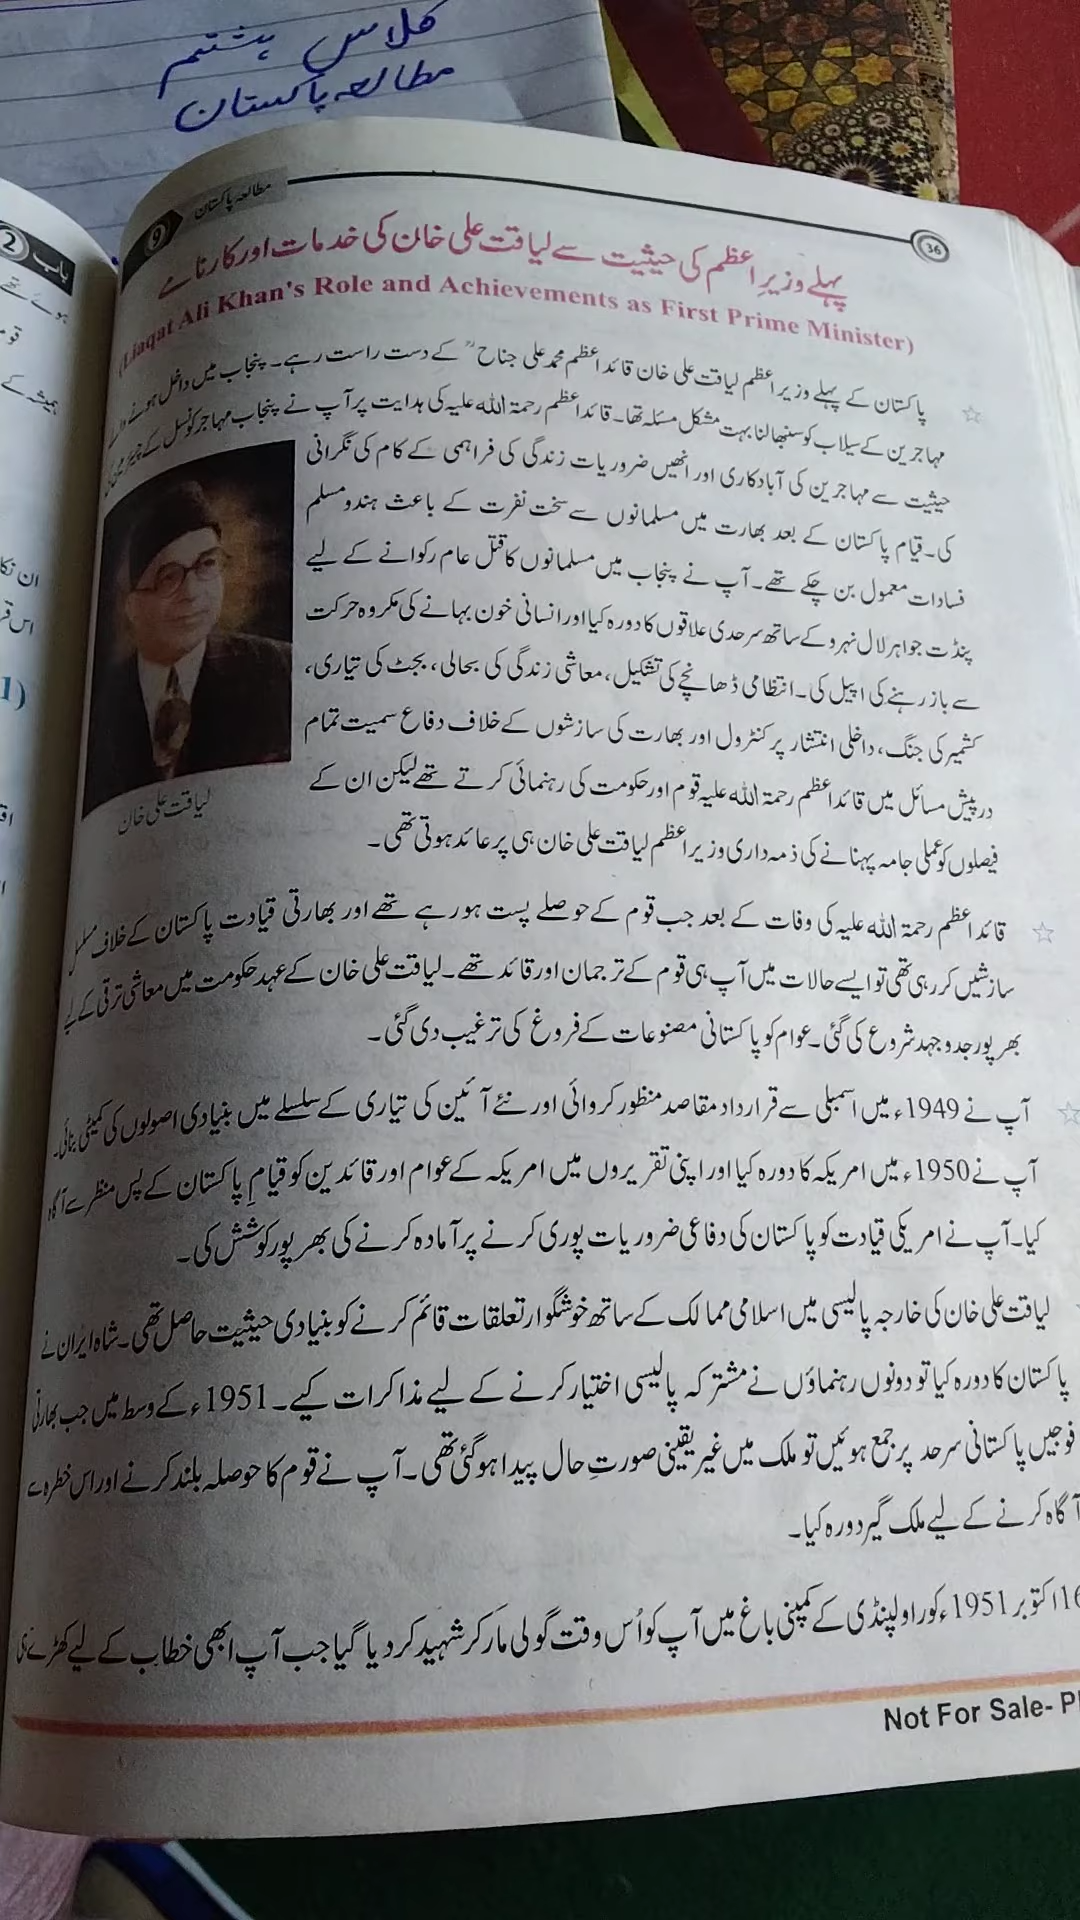 کلاس ہشتم
مطالعہ پاکستان
باب 2
9 مطالعہ پاکستان
36
پہلے وزیرِ اعظم کی حیثیت سے لیاقت علی خان کی خدمات اور کارنامے
(Liaqat Ali Khan's Role and Achievements as First Prime Minister)
☆ پاکستان کے پہلے وزیر اعظم لیاقت علی خان قائداعظم محمد علی جناحؒ کے دست راست رہے۔ پنجاب میں داخل ہونے والے
مہاجرین کے سیلاب کو سنبھالنا بہت مشکل مسئلہ تھا۔ قائداعظم رحمۃ اللہ علیہ کی ہدایت پر آپ نے پنجاب مہاجر کونسل کے چیئرمین کی
حیثیت سے مہاجرین کی آبادکاری اور انھیں ضروریات زندگی کی فراہمی کے کام کی نگرانی
کی۔ قیام پاکستان کے بعد بھارت میں مسلمانوں سے سخت نفرت کے باعث ہندو مسلم
فسادات معمول بن چکے تھے۔ آپ نے پنجاب میں مسلمانوں کا قتل عام رکوانے کے لیے
پنڈت جواہر لال نہرو کے ساتھ سرحدی علاقوں کا دورہ کیا اور انسانی خون بہانے کی مکروہ حرکت
سے باز رہنے کی اپیل کی۔ انتظامی ڈھانچے کی تشکیل، معاشی زندگی کی بحالی، بجٹ کی تیاری،
کشمیر کی جنگ، داخلی انتشار پر کنٹرول اور بھارت کی سازشوں کے خلاف دفاع سمیت تمام
درپیش مسائل میں قائداعظم رحمۃ اللہ علیہ قوم اور حکومت کی رہنمائی کرتے تھے لیکن ان کے
فیصلوں کو عملی جامہ پہنانے کی ذمہ داری وزیر اعظم لیاقت علی خان ہی پر عائد ہوتی تھی۔
لیاقت علی خان
☆ قائداعظم رحمۃ اللہ علیہ کی وفات کے بعد جب قوم کے حوصلے پست ہو رہے تھے اور بھارتی قیادت پاکستان کے خلاف مسلسل
سازشیں کر رہی تھی تو ایسے حالات میں آپ ہی قوم کے ترجمان اور قائد تھے۔ لیاقت علی خان کے عہد حکومت میں معاشی ترقی کے لیے
بھرپور جدوجہد شروع کی گئی۔ عوام کو پاکستانی مصنوعات کے فروغ کی ترغیب دی گئی۔
☆ آپ نے 1949ء میں اسمبلی سے قرارداد مقاصد منظور کروائی اور نئے آئین کی تیاری کے سلسلے میں بنیادی اصولوں کی کمیٹی بنائی۔
آپ نے 1950ء میں امریکہ کا دورہ کیا اور اپنی تقریروں میں امریکہ کے عوام اور قائدین کو قیامِ پاکستان کے پس منظر سے آگاہ
کیا۔ آپ نے امریکی قیادت کو پاکستان کی دفاعی ضروریات پوری کرنے پر آمادہ کرنے کی بھرپور کوشش کی۔
لیاقت علی خان کی خارجہ پالیسی میں اسلامی ممالک کے ساتھ خوشگوار تعلقات قائم کرنے کو بنیادی حیثیت حاصل تھی۔ شاہ ایران نے
پاکستان کا دورہ کیا تو دونوں رہنماؤں نے مشترکہ پالیسی اختیار کرنے کے لیے مذاکرات کیے۔ 1951ء کے وسط میں جب بھارتی
فوجیں پاکستانی سرحد پر جمع ہوئیں تو ملک میں غیر یقینی صورتِ حال پیدا ہو گئی تھی۔ آپ نے قوم کا حوصلہ بلند کرنے اور اس خطرہ سے
آگاہ کرنے کے لیے ملک گیر دورہ کیا۔
16 اکتوبر 1951ء کو راولپنڈی کے کمپنی باغ میں آپ کو اُس وقت گولی مار کر شہید کر دیا گیا جب آپ ابھی خطاب کے لیے کھڑے ہی
Not For Sale-